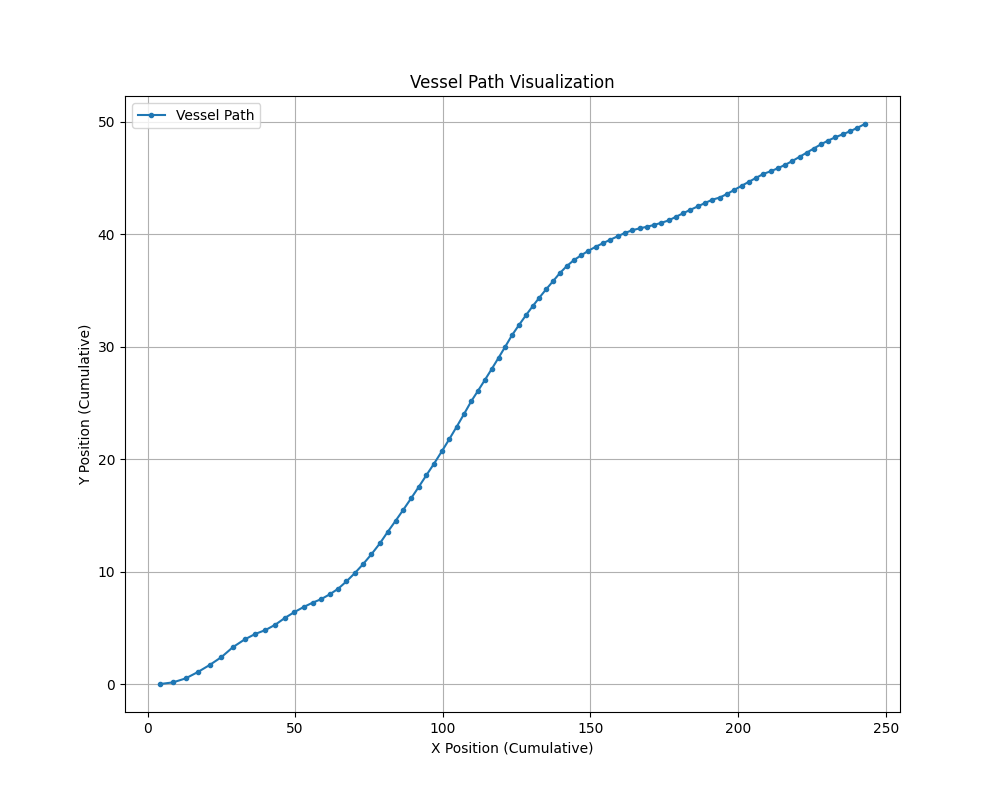 Vessel Path Visualization
Vessel Path
Y Position (Cumulative)
50
40
30
20
10
0
0 50 100 150 200 250
X Position (Cumulative)